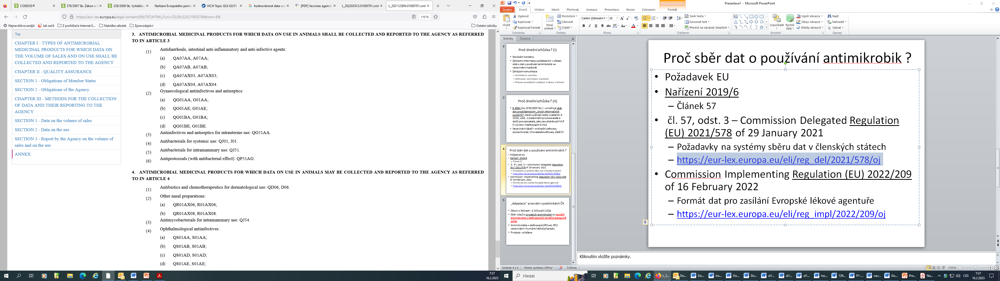 CODEXIS®
378/2007 Sb. Zákon o lé
229/2008 Sb. Vyhláška o
Nařízení Evropského parlam
VICH Topic GL9 (GCP)
hodnověrnost data con
[PDF] Vaccines against
L_2022035CS.01000701.xml
L_2021123EN.01000701.xml
https://eur-lex.europa.eu/legal-content/EN/TXT/HTML/?uri=CELEX:32021R0578&from=EN
110 %
Nejnavštěvovanější
Jak začít
Z prohlížeče Internet E...
Nabídka záložek
Zpravodajství
Ostatní záložky
Top
CHAPTER I - TYPES OF ANTIMICROBIAL
MEDICINAL PRODUCTS FOR WHICH DATA ON
THE VOLUME OF SALES AND ON USE SHALL BE
COLLECTED AND REPORTED TO THE AGENCY
CHAPTER II - QUALITY ASSURANCE
SECTION 1 - Obligations of Member States
SECTION 2 - Obligations of the Agency
CHAPTER III - METHODS FOR THE COLLECTION
OF DATA AND THEIR REPORTING TO THE
AGENCY
SECTION 1 - Data on the volume of sales
SECTION 2 - Data on the use
SECTION 3 - Report by the Agency on the volume of
sales and on the use
ANNEX
3. ANTIMICROBIAL MEDICINAL PRODUCTS FOR WHICH DATA ON USE IN ANIMALS SHALL BE COLLECTED AND REPORTED TO THE AGENCY AS REFERRED
TO IN ARTICLE 3
(1) Antidiarrheals, intestinal anti-inflammatory and anti-infective agents:
(a) QA07AA, A07AA;
(b) QA07AB, A07AB;
(c) QA07AX03, A07AX03;
(d) QA07AX04, A07AX04.
(2) Gynaecological antiinfectives and antiseptics:
(a) QG01AA, G01AA;
(b) QG01AE, G01AE;
(c) QG01BA, G01BA;
(d) QG01BE, G01BE.
(3) Antiinfectives and antiseptics for intrauterine use: QG51AA.
(4) Antibacterials for systemic use: QJ01, J01.
(5) Antibacterials for intramammary use: QJ51.
(6) Antiprotozoals (with antibacterial effect): QP51AG.
4. ANTIMICROBIAL MEDICINAL PRODUCTS FOR WHICH DATA ON USE IN ANIMALS MAY BE COLLECTED AND REPORTED TO THE AGENCY AS REFERRED
TO IN ARTICLE 4
(1) Antibiotics and chemotherapeutics for dermatological use: QD06, D06.
(2) Other nasal preparations:
(a) QR01AX06, R01AX06;
(b) QR01AX08, R01AX08.
(3) Antimycobacterials for intramammary use: QJ54.
(4) Ophthalmological antiinfectives:
(a) QS01AA, S01AA;
(b) QS01AB, S01AB;
(c) QS01AD, S01AD;
(d) QS01AE, S01AE;
7:37
16.2.2023
Prezentace1 - Microsoft PowerPoint
Nástroje kreslení
Soubor Domů Vložení Návrh Přechody Animace Prezentace Revize Zobrazení Formát
Vložit
Vyjmout
Kopírovat
Kopírovat formát
Schránka
Nový
snímek
Rozložení
Obnovit
Oddíl
Snímky
Calibri (Základní t
26
Písmo
Směr textu
Zarovnat text
Převést na obrázek SmartArt
Odstavec
Uspořádat
Rychlé
styly
Výplň obrazce
Obrys obrazce
Efekty obrazců
Kreslení
Najít
Nahradit
Vybrat
Úpravy
Snímky Osnova
2
Proč dnešní schůzka ? (I)
• Navázání kontaktu
• Základní informace o požadavcích v oblasti
sběru dat o používání antimikrobik ve
veterinární medicíně
• Zahájení komunikace
– Architektura systému
– Definování technických standardů
– Příprava prováděcích předpisů k zákonu o léčivech
3
Proč dnešní schůzka ? (II)
• § 102c ZoL (378/2007 Sb.) – umožňuje sběr
dat prostřednictvím „jiných informačních
systémů", které využívají osoby uvedené v §
102b, odst. 1 (veterinární provozovatelé a
další provozovatelé, jako jsou distributoři VLP
či výrobci medikovaných krmiv)
• Veterinární lékaři – ordinační softwary,
zootechnické / chovatelské softwary, další (?)
4
Proč sběr dat o používání antimikrobik ?
• Požadavek EU
• Nařízení 2019/6
– Článek 57
• čl. 57, odst. 3 – Commission Delegated Regulation
(EU) 2021/578 of 29 January 2021
– Požadavky na systémy sběru dat v členských státech
– https://eur-lex.europa.eu/eli/reg_del/2021/578/oj
• Commission Implementing Regulation (EU) 2022/209
of 16 February 2022
– Formát dat pro zasílání Evropské lékové agentuře
– https://eur-lex.europa.eu/eli/reg_impl/2022/209/oj
5
„Adaptace" pravidel v podmínkách ČR
• Zákon o léčivech - § 102a až § 102e
• Sběr údajů o prodejích antimikrobik a o použití
antimikrobik u definovaných druhů (a kategorií)
zvířat
• Antimikrobika = definované (ATCvet, ATC)
veterinární + humánní léčivé přípravky
• Prodeje - vyřešeny
Proč sběr dat o používání antimikrobik ?
• Požadavek EU
• Nařízení 2019/6
– Článek 57
• čl. 57, odst. 3 – Commission Delegated Regulation
(EU) 2021/578 of 29 January 2021
– Požadavky na systémy sběru dat v členských státech
– https://eur-lex.europa.eu/eli/reg_del/2021/578/oj
• Commission Implementing Regulation (EU) 2022/209
of 16 February 2022
– Formát dat pro zasílání Evropské lékové agentuře
– https://eur-lex.europa.eu/eli/reg_impl/2022/209/oj
Kliknutím vložíte poznámky.
Snímek 4 z 5
"Motiv systému Office"
Čeština
110 %
Hledat
L_2... Do... Do... Ins... Do... Do... st1... st1... st1... Ins... 139... P1-... nav... Do... Pre... Na...
CES
7:37
16.2.2023